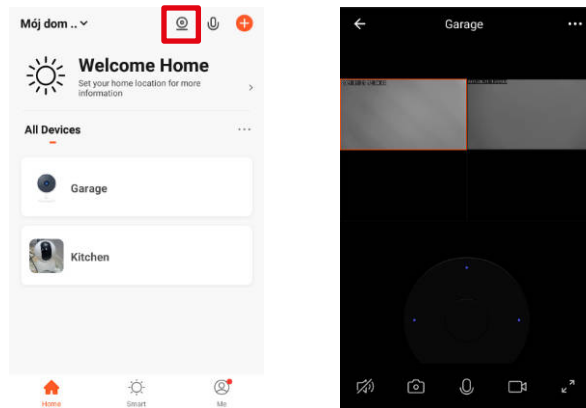 Mój dom ..
Welcome Home
Set your home location for more
information
All Devices
Garage
Kitchen
Home
Smart
Me
Garage